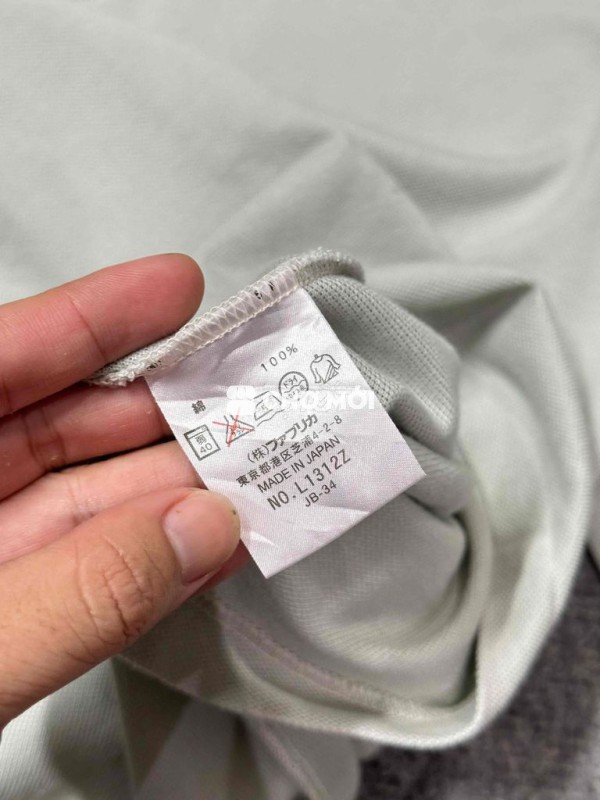 綿 100%
40
(株)ファブリカ
東京都港区芝浦4-2-8
MADE IN JAPAN
NO. L1312Z
JB-34